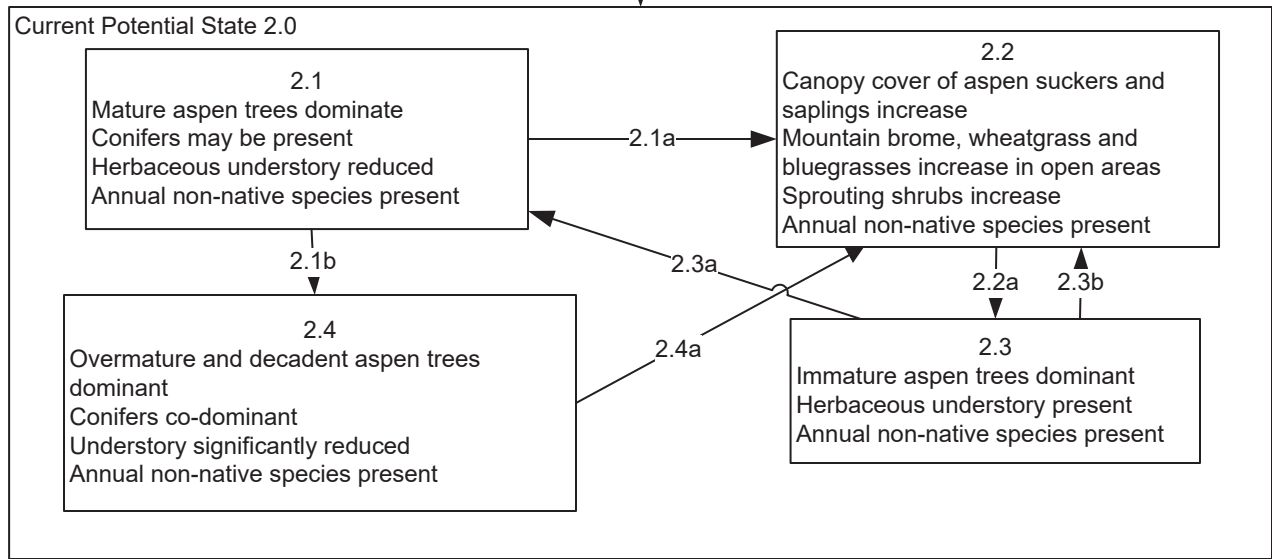 Current Potential State 2.0
2.1
Mature aspen trees dominate
Conifers may be present
Herbaceous understory reduced
Annual non-native species present
2.1a
2.2
Canopy cover of aspen suckers and
saplings increase
Mountain brome, wheatgrass and
bluegrasses increase in open areas
Sprouting shrubs increase
Annual non-native species present
2.1b
2.3a
2.2a
2.3b
2.4
Overmature and decadent aspen trees
dominant
Conifers co-dominant
Understory significantly reduced
Annual non-native species present
2.4a
2.3
Immature aspen trees dominant
Herbaceous understory present
Annual non-native species present